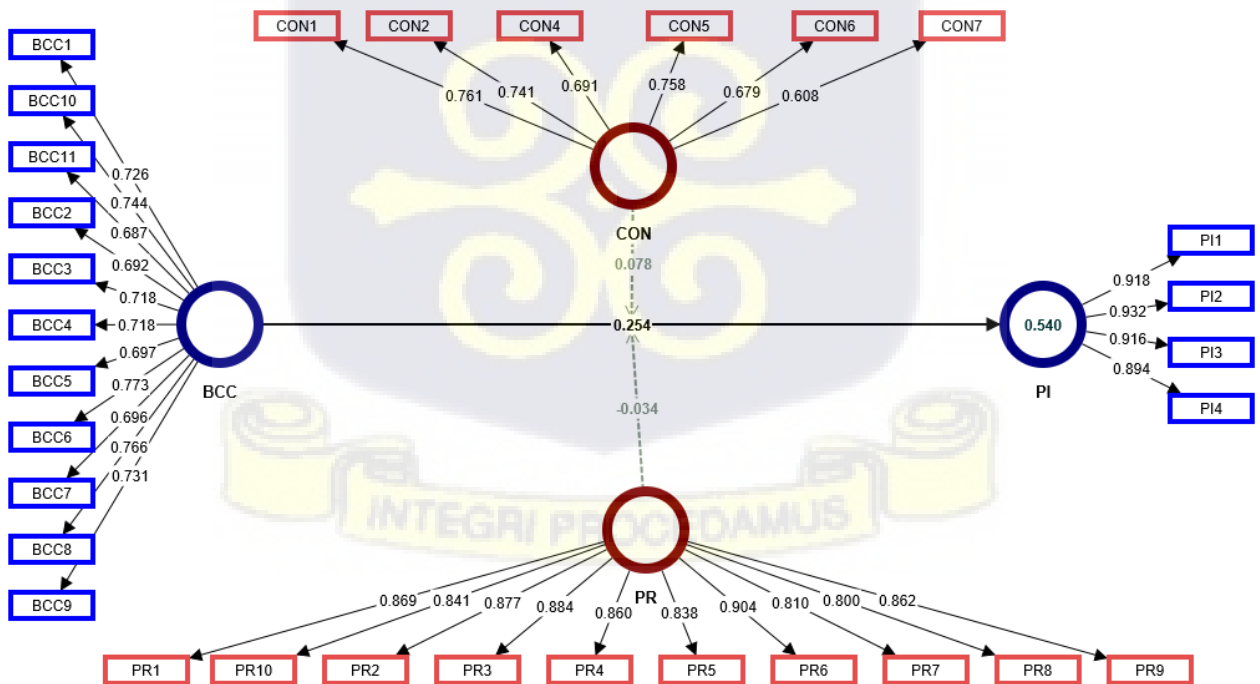 CON1 CON2 CON4 CON5 CON6 CON7
BCC1
BCC10
BCC11
BCC2
BCC3
BCC4
BCC5
BCC6
BCC7
BCC8
BCC9
0.761 0.741 0.691 0.758 0.679 0.608
0.726
0.744
0.687
0.692
0.718
0.718
0.697
0.773
0.696
0.766
0.731
CON
0.078
BCC
0.254
-0.034
0.540
PI
0.918
0.932
0.916
0.894
PI1
PI2
PI3
PI4
INTEGRI PROCEDAMUS
PR
0.869 0.841 0.877 0.884 0.860 0.838 0.904 0.810 0.800 0.862
PR1 PR10 PR2 PR3 PR4 PR5 PR6 PR7 PR8 PR9